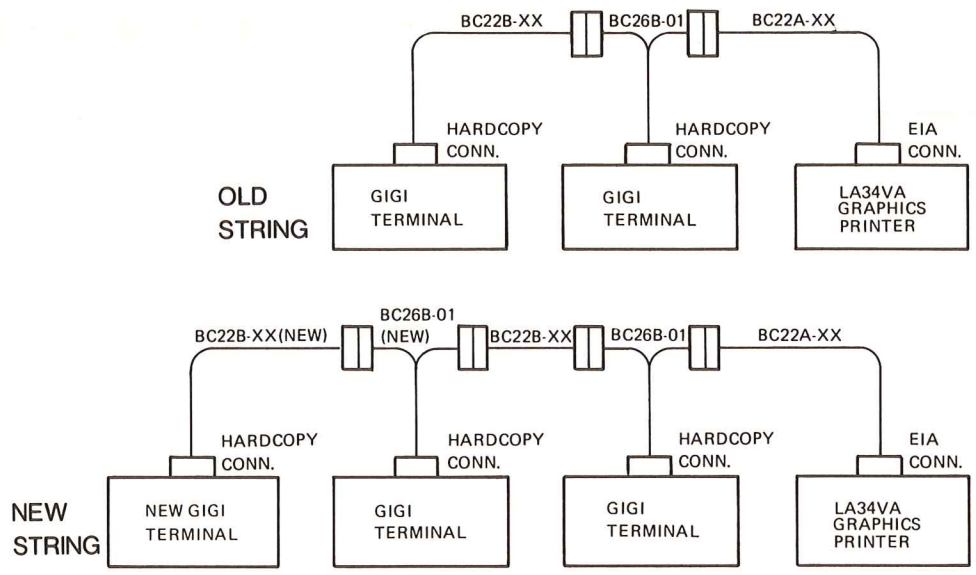 BC22B-XX
BC26B-01
BC22A-XX
HARDCOPY
CONN.
HARDCOPY
CONN.
EIA
CONN.
OLD
STRING
GIGI
TERMINAL
GIGI
TERMINAL
LA34VA
GRAPHICS
PRINTER
BC22B-XX(NEW)
BC26B-01
(NEW)
BC22B-XX
BC26B-01
BC22A-XX
HARDCOPY
CONN.
HARDCOPY
CONN.
HARDCOPY
CONN.
EIA
CONN.
NEW
STRING
NEW GIGI
TERMINAL
GIGI
TERMINAL
GIGI
TERMINAL
LA34VA
GRAPHICS
PRINTER